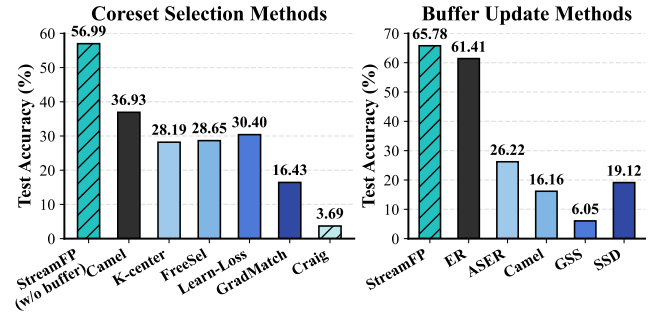 Coreset Selection Methods
Test Accuracy (%)
60
50
40
30
20
10
0
56.99
36.93
28.19
28.65
30.40
16.43
3.69
StreamFP
(w/o buffer)
Camel
K-center
FreeSel
Learn-Loss
GradMatch
Craig
Buffer Update Methods
Test Accuracy (%)
70
60
50
40
30
20
10
0
65.78
61.41
26.22
16.16
6.05
19.12
StreamFP
ER
ASER
Camel
GSS
SSD